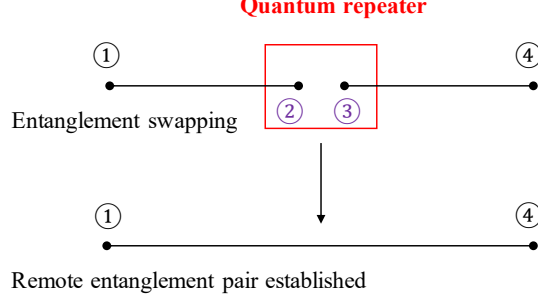 Quantum repeater
① ④
② ③
Entanglement swapping
① ④
Remote entanglement pair established